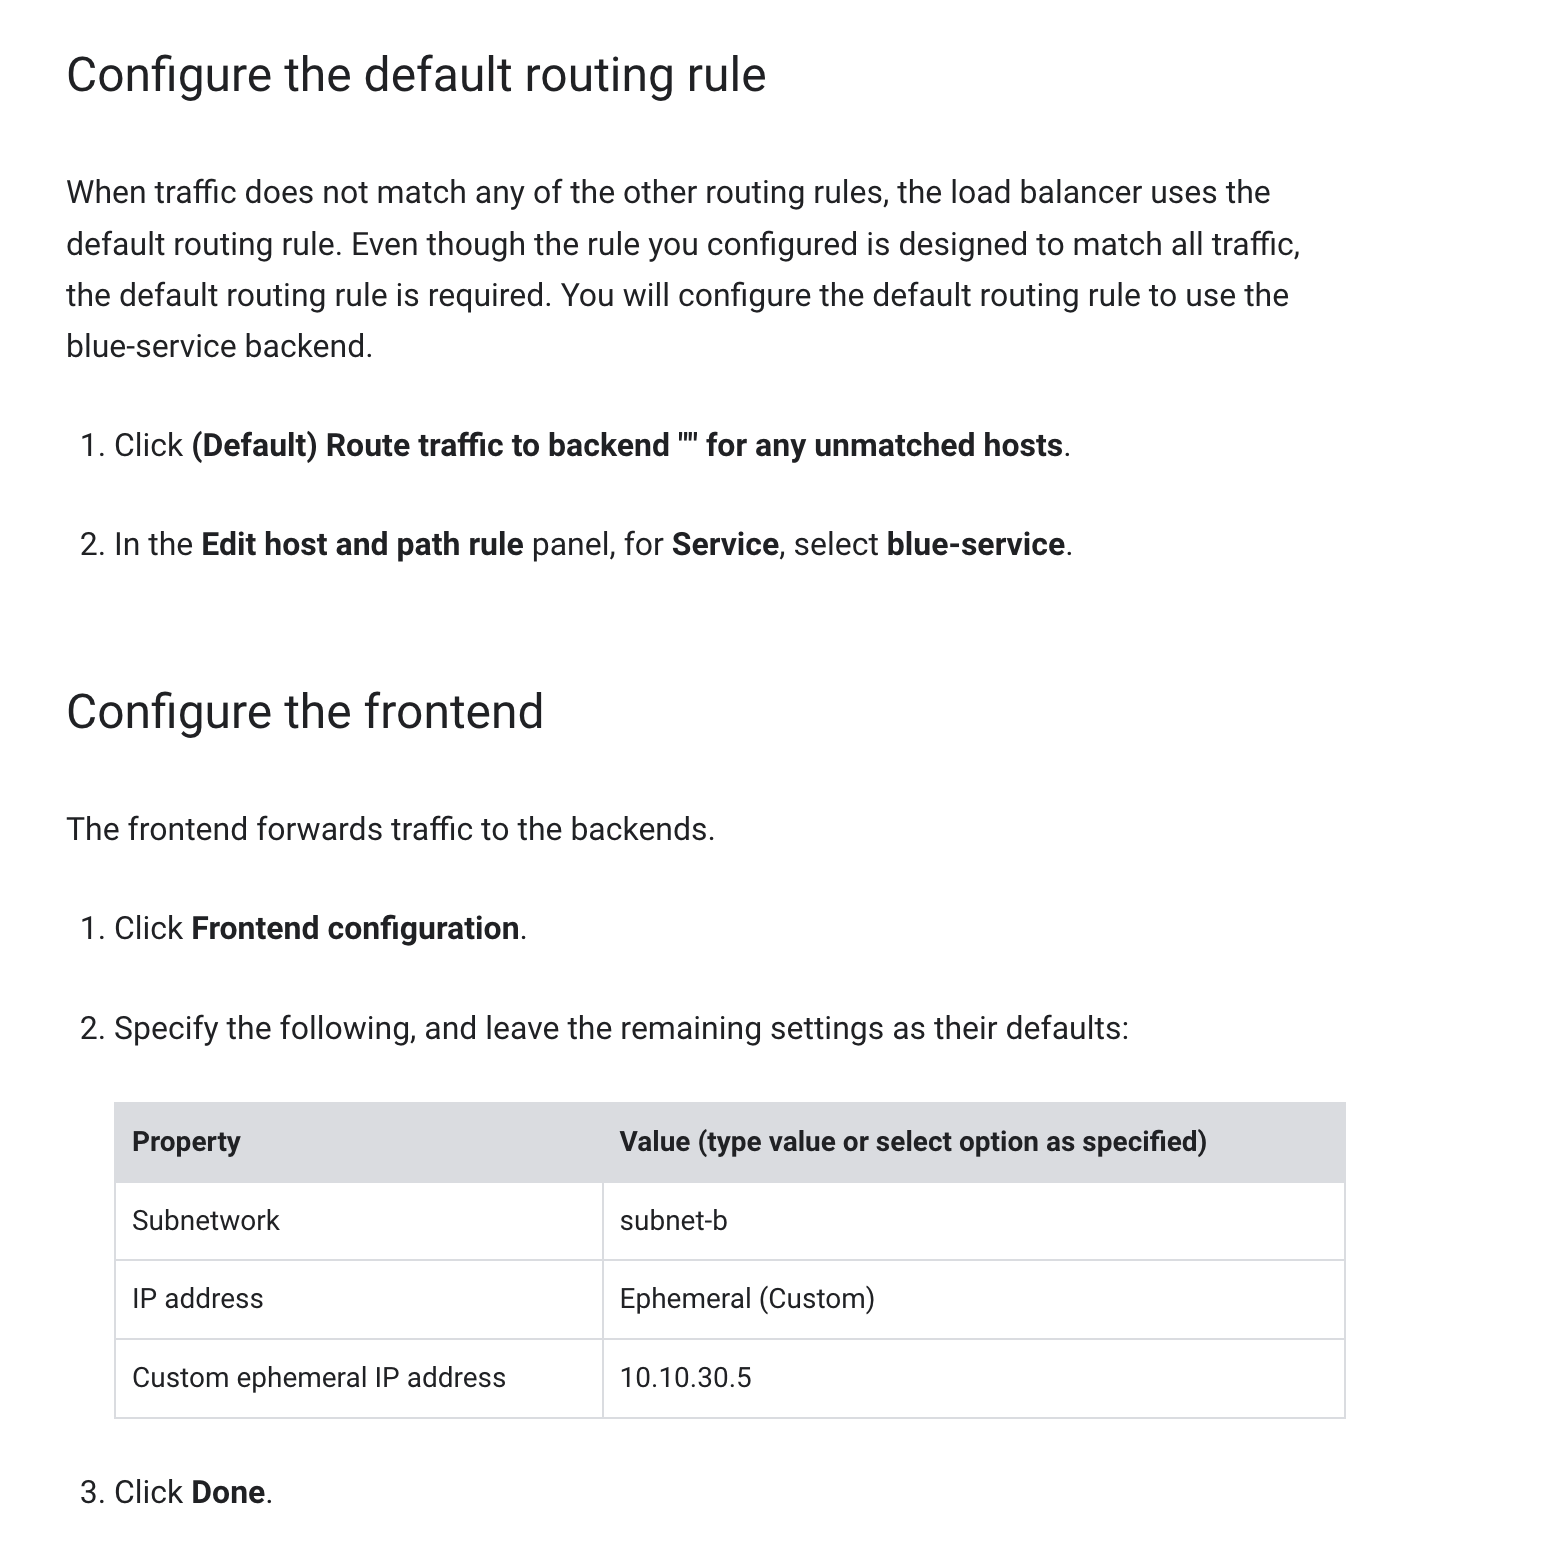 Configure the default routing rule
When traffic does not match any of the other routing rules, the load balancer uses the
default routing rule. Even though the rule you configured is designed to match all traffic,
the default routing rule is required. You will configure the default routing rule to use the
blue-service backend.
1. Click (Default) Route traffic to backend "" for any unmatched hosts.
2. In the Edit host and path rule panel, for Service, select blue-service.
Configure the frontend
The frontend forwards traffic to the backends.
1. Click Frontend configuration.
2. Specify the following, and leave the remaining settings as their defaults:
Property Value (type value or select option as specified)
Subnetwork subnet-b
IP address Ephemeral (Custom)
Custom ephemeral IP address 10.10.30.5
3. Click Done.